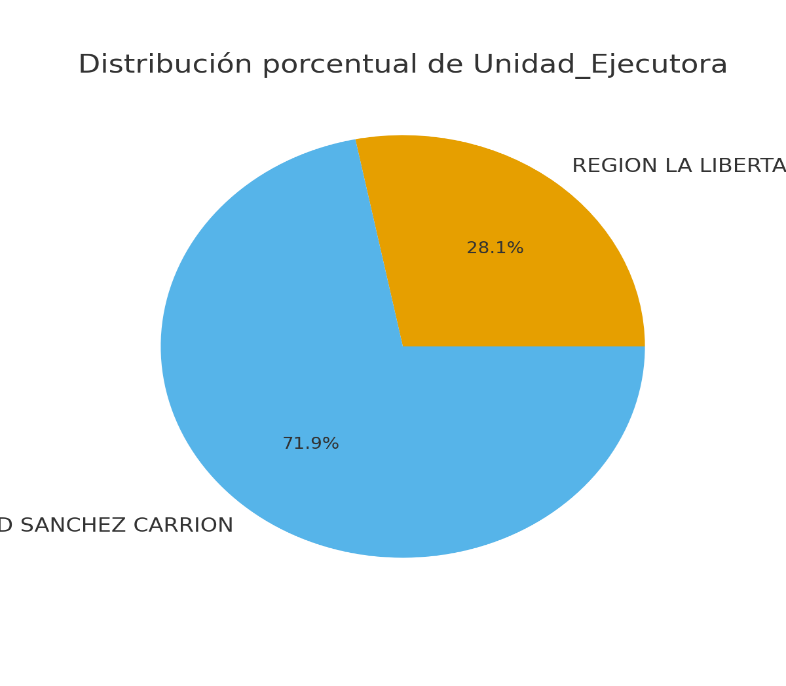 Distribución porcentual de Unidad_Ejecutora
REGION LA LIBERTA
28.1%
71.9%
D SANCHEZ CARRION